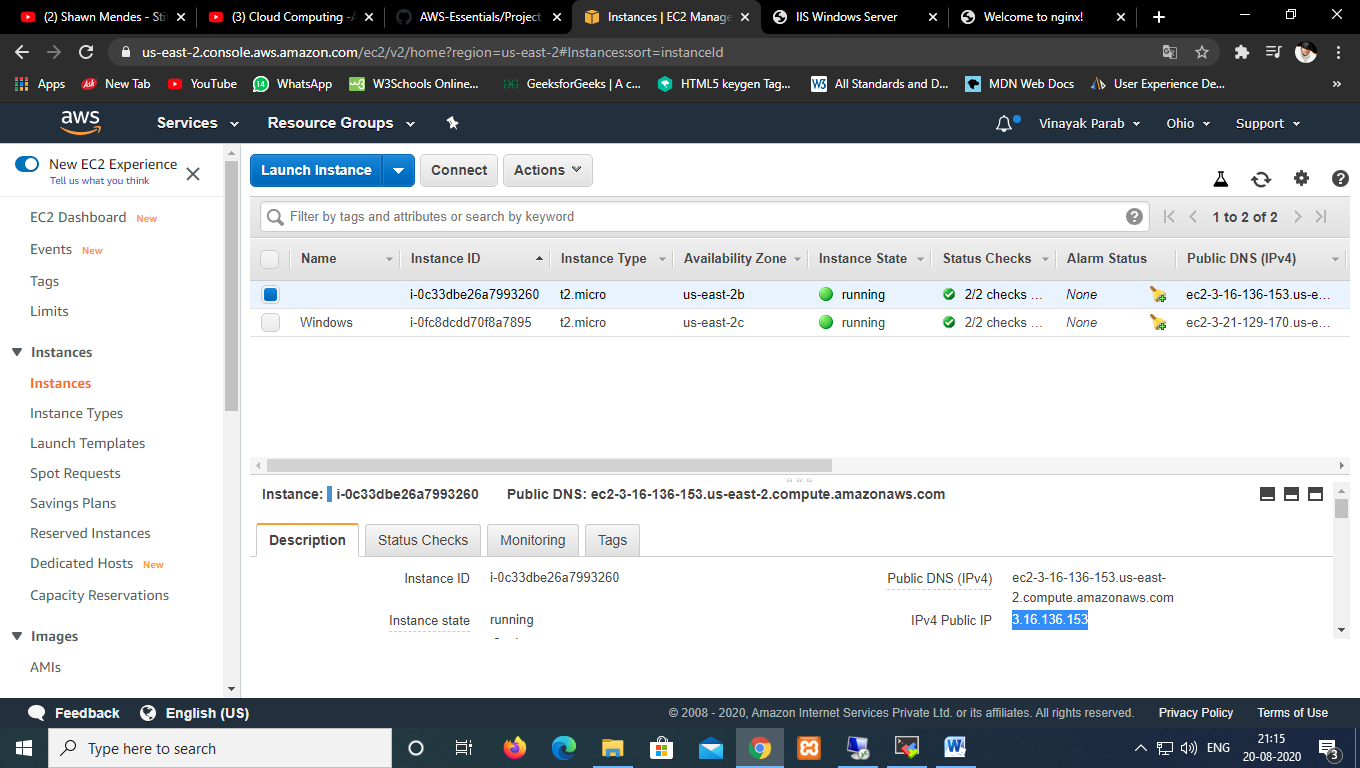 (2) Shawn Mendes - Sti
(3) Cloud Computing -
AWS-Essentials/Project
Instances | EC2 Manage
IIS Windows Server
Welcome to nginx!
us-east-2.console.aws.amazon.com/ec2/v2/home?region=us-east-2#Instances:sort=instanceId
Apps
New Tab
YouTube
WhatsApp
W3Schools Online...
GeeksforGeeks | A c...
HTML5 keygen Tag...
All Standards and D...
MDN Web Docs
User Experience De...
»
aws
Services
Resource Groups
Vinayak Parab
Ohio
Support
New EC2 Experience
Tell us what you think
EC2 Dashboard New
Events New
Tags
Limits
Instances
Instances
Instance Types
Launch Templates
Spot Requests
Savings Plans
Reserved Instances
Dedicated Hosts New
Capacity Reservations
Images
AMIs
Launch Instance
Connect
Actions
Filter by tags and attributes or search by keyword
1 to 2 of 2
Name Instance ID Instance Type Availability Zone Instance State Status Checks Alarm Status Public DNS (IPv4)
i-0c33dbe26a7993260 t2.micro us-east-2b running 2/2 checks ... None ec2-3-16-136-153.us-e...
Windows i-0fc8dcdd70f8a7895 t2.micro us-east-2c running 2/2 checks ... None ec2-3-21-129-170.us-e...
Instance: i-0c33dbe26a7993260 Public DNS: ec2-3-16-136-153.us-east-2.compute.amazonaws.com
Description
Status Checks
Monitoring
Tags
Instance ID i-0c33dbe26a7993260
Public DNS (IPv4) ec2-3-16-136-153.us-east-
2.compute.amazonaws.com
Instance state running
IPv4 Public IP 3.16.136.153
Feedback
English (US)
© 2008 - 2020, Amazon Internet Services Private Ltd. or its affiliates. All rights reserved.
Privacy Policy
Terms of Use
Type here to search
ENG
21:15
20-08-2020
3